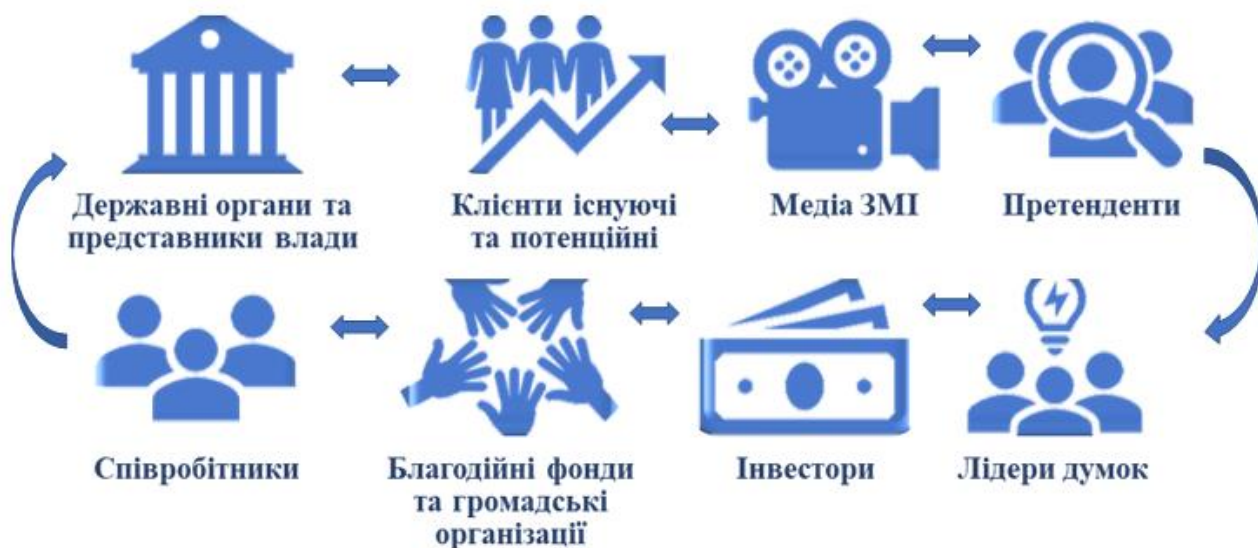 Державні органи та
представники влади
Клієнти існуючі
та потенційні
Медіа ЗМІ
Претенденти
Співробітники
Благодійні фонди
та громадські
організації
Інвестори
Лідери думок